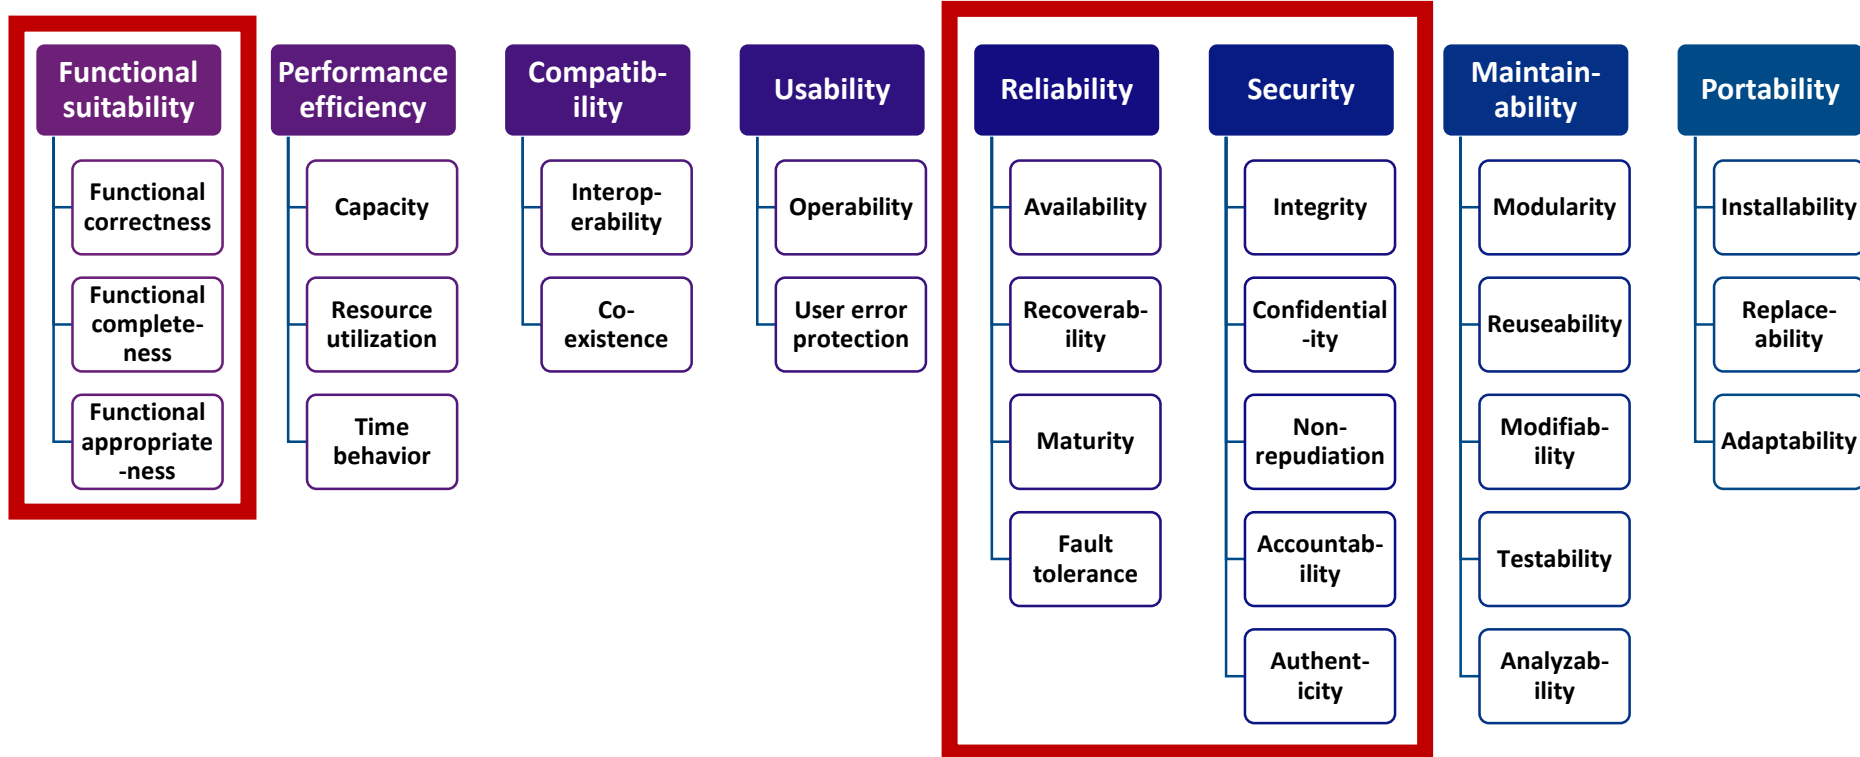 Functional
suitability
Functional
correctness
Functional
complete-
ness
Functional
appropriate
-ness
Performance
efficiency
Capacity
Resource
utilization
Time
behavior
Compatib-
ility
Interop-
erability
Co-
existence
Usability
Operability
User error
protection
Reliability
Availability
Recoverab-
ility
Maturity
Fault
tolerance
Security
Integrity
Confidential
-ity
Non-
repudiation
Accountab-
ility
Authent-
icity
Maintain-
ability
Modularity
Reuseability
Modifiab-
ility
Testability
Analyzab-
ility
Portability
Installability
Replace-
ability
Adaptability